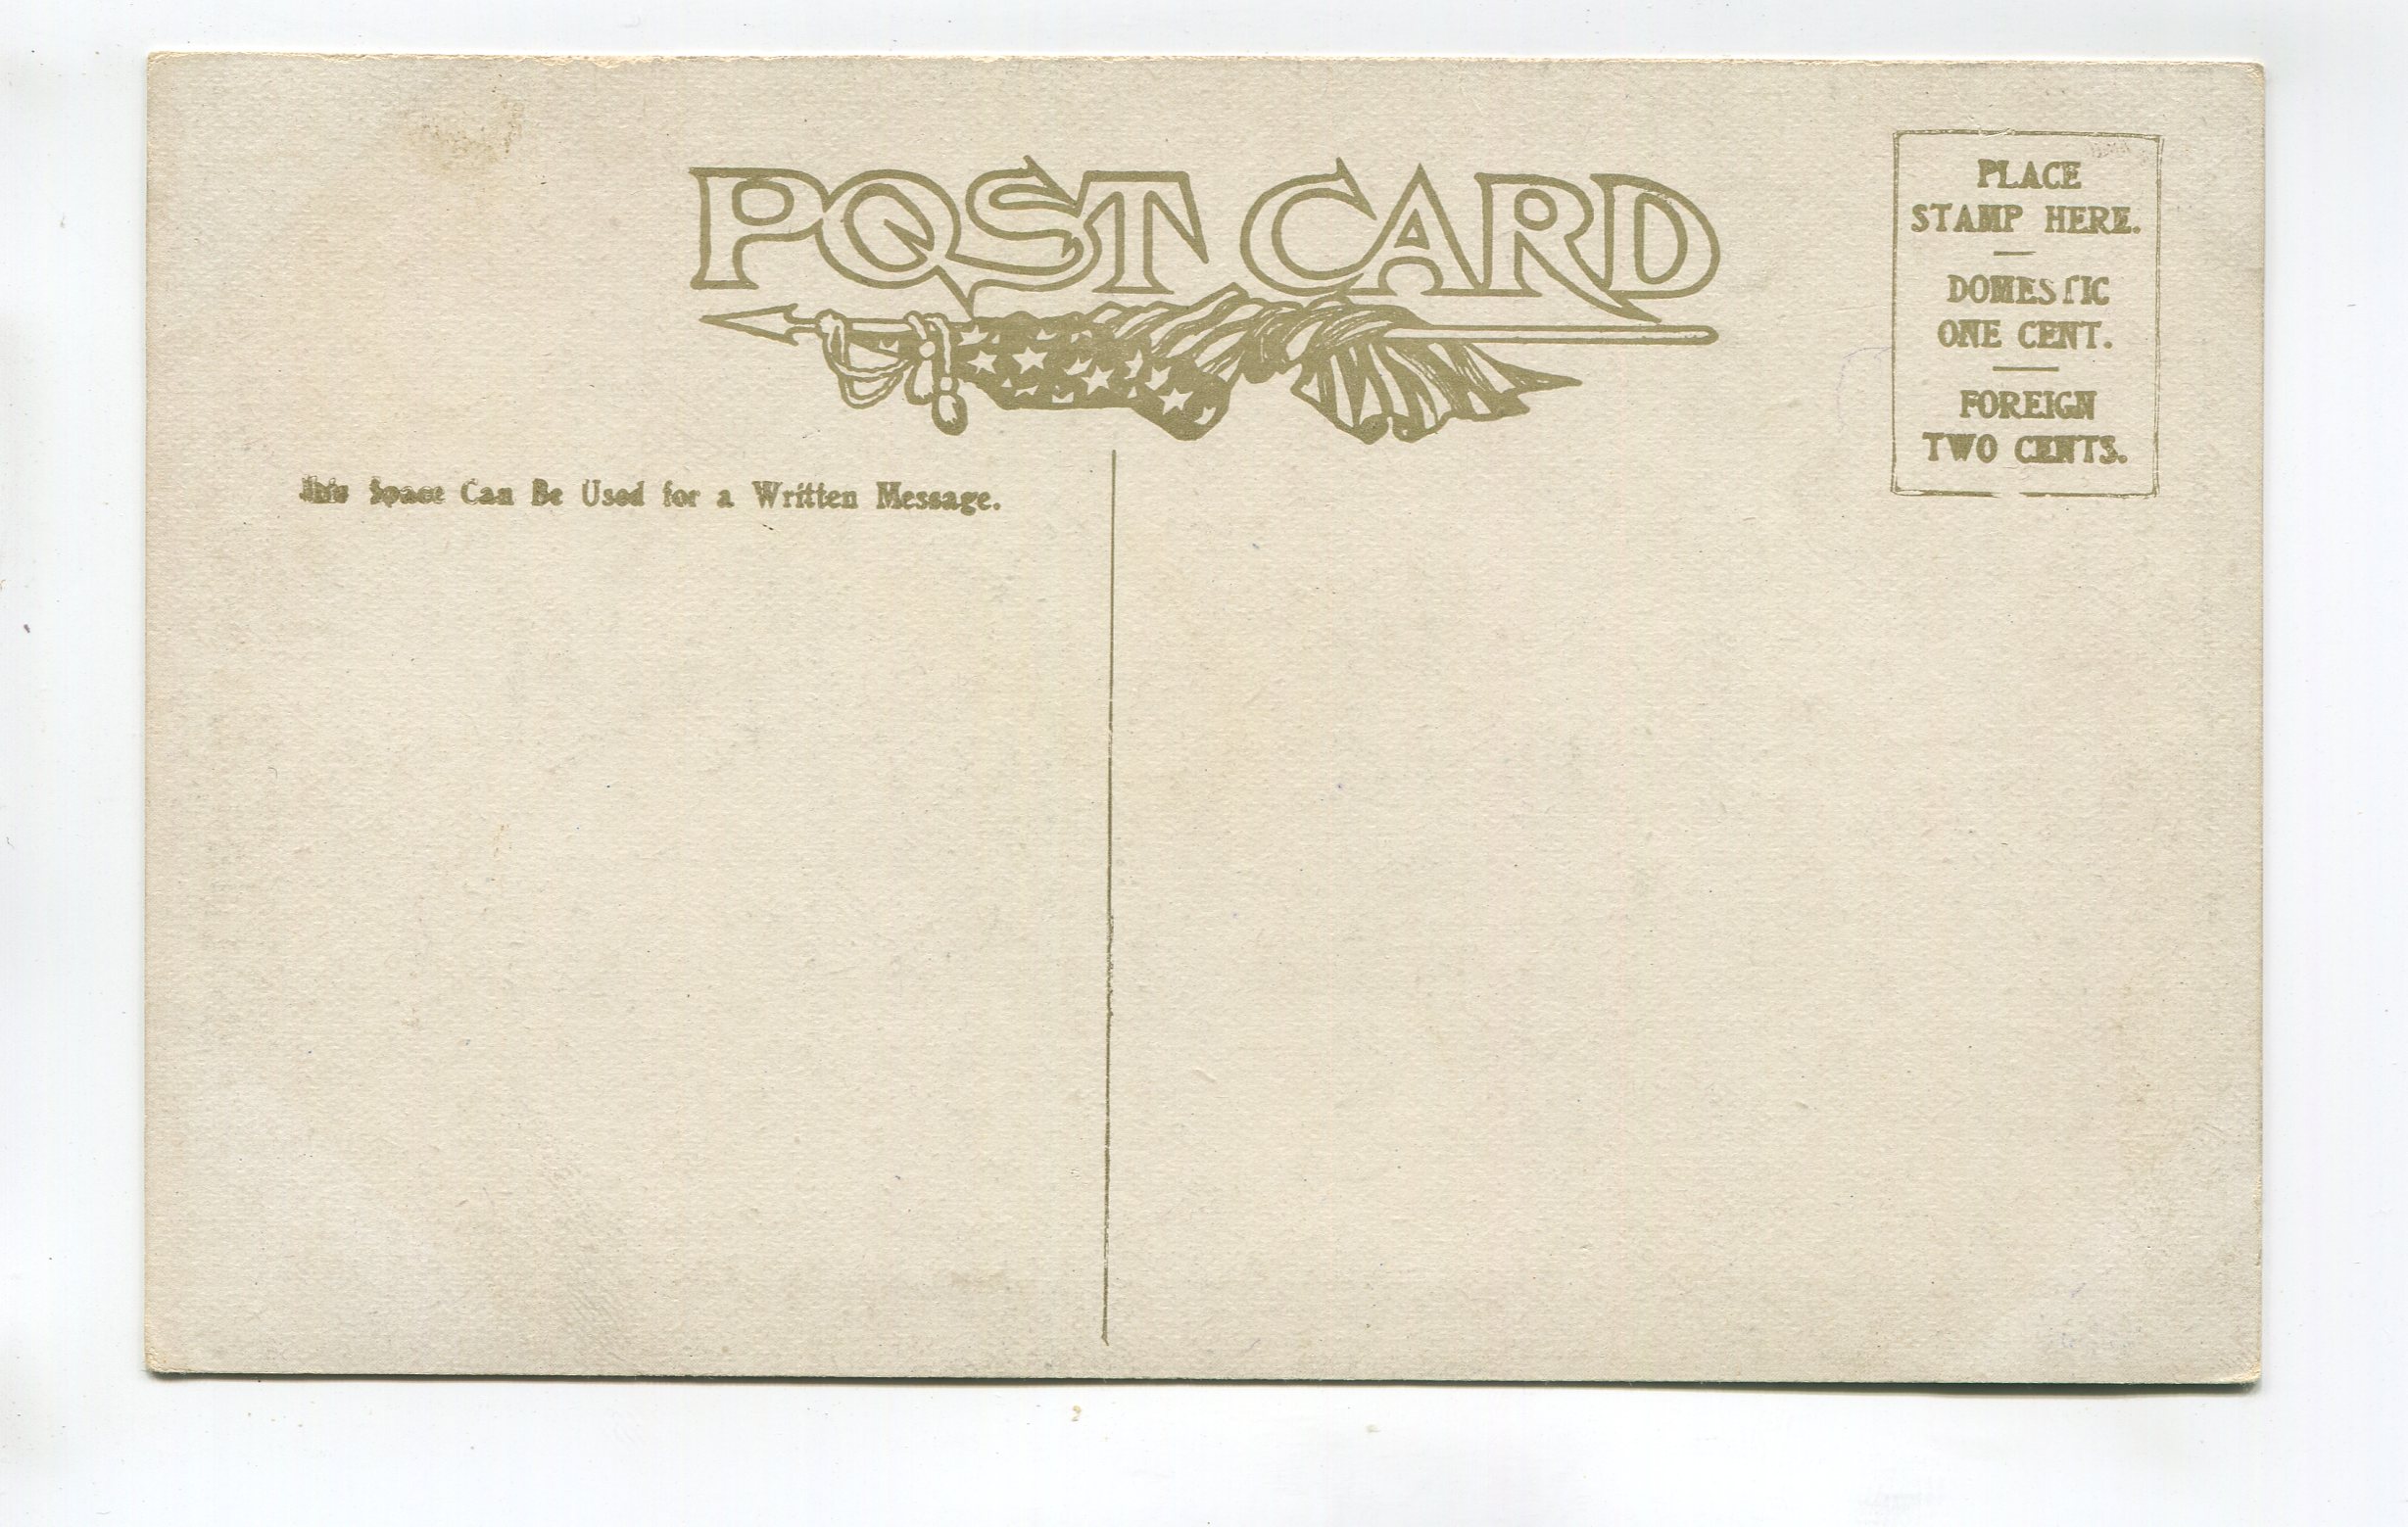 POST CARD
PLACE
STAMP HERE.
DOMESTIC
ONE CENT.
FOREIGN
TWO CENTS.
This Space Can Be Used for a Written Message.